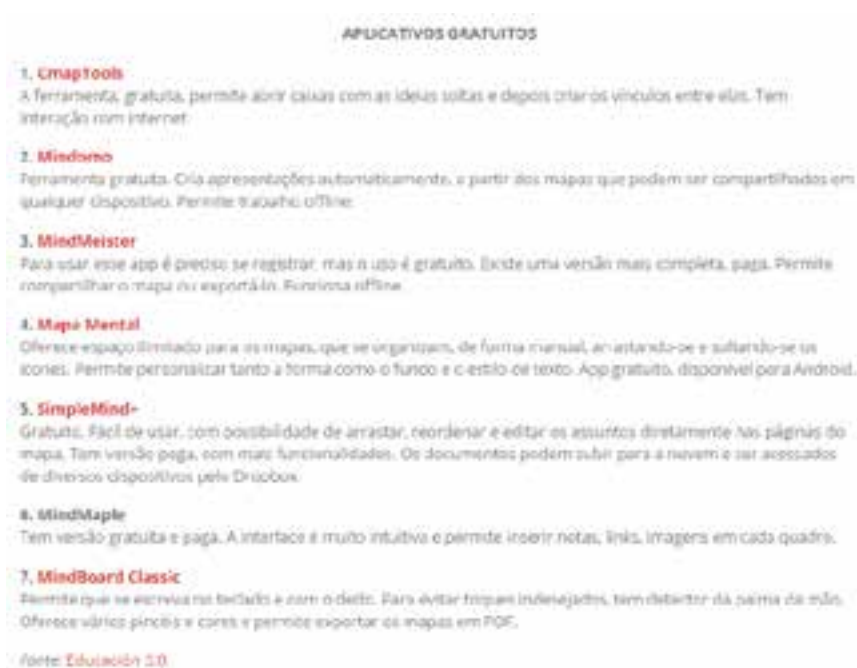 APLICATIVOS GRATUITOS
1. CmapTools
A ferramenta, gratuita, permite abrir caixas com as ideias soltas e depois criar os vínculos entre elas. Tem
interação com internet
2. Mindomo
Ferramenta gratuita. Cria apresentações automaticamente, a partir dos mapas que podem ser compartilhados em
qualquer dispositivo. Permite trabalho offline.
3. MindMeister
Para usar esse app é preciso se registrar, mas o uso é gratuito. Existe uma versão mais completa, paga. Permite
compartilhar o mapa ou exportá-lo. Funciona offline
4. Mapa Mental
Oferece espaço ilimitado para os mapas, que se organizam, de forma manual, arrastando-se e soltando-se os
ícones. Permite personalizar tanto a forma como o fundo e o estilo de texto. App gratuito, disponível para Android.
5. SimpleMind+
Gratuito. Fácil de usar, com possibilidade de arrastar, reordenar e editar os assuntos diretamente nas páginas do
mapa. Tem versão paga, com mais funcionalidades. Os documentos podem subir para a nuvem e ser acessados
de diversos dispositivos pelo Dropbox
6. MindMaple
Tem versão gratuita e paga. A interface é muito intuitiva e permite inserir notas, links, imagens em cada quadro.
7. MindBoard Classic
Permite que se escreva no teclado e com o dedo. Para evitar toques indesejados, tem detector da palma da mão.
Oferece vários pincéis e cores e permite exportar os mapas em PDF.
Fonte: Educación 3.0